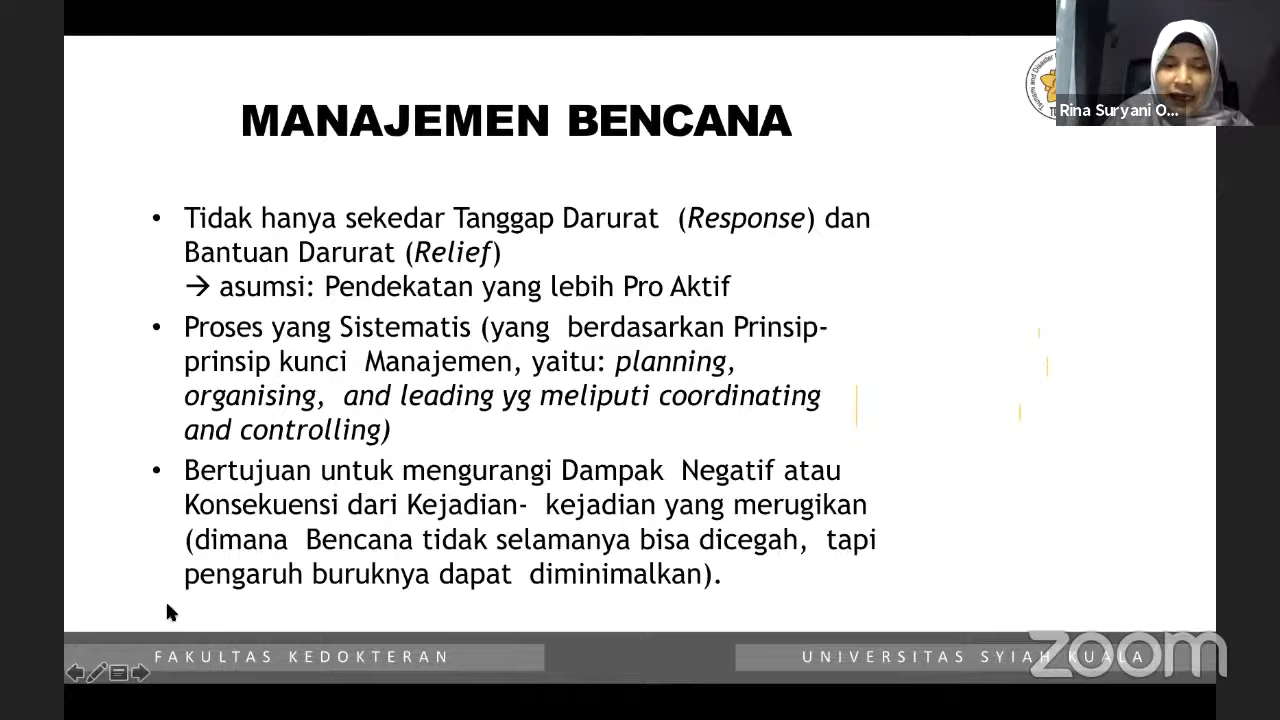 MANAJEMEN BENCANA
Rina Suryani O...
• Tidak hanya sekedar Tanggap Darurat (Response) dan
Bantuan Darurat (Relief)
→ asumsi: Pendekatan yang lebih Pro Aktif
• Proses yang Sistematis (yang berdasarkan Prinsip-
prinsip kunci Manajemen, yaitu: planning,
organising, and leading yg meliputi coordinating
and controlling)
• Bertujuan untuk mengurangi Dampak Negatif atau
Konsekuensi dari Kejadian- kejadian yang merugikan
(dimana Bencana tidak selamanya bisa dicegah, tapi
pengaruh buruknya dapat diminimalkan).
FAKULTAS KEDOKTERAN
UNIVERSITAS SYIAH KUALA
zoom